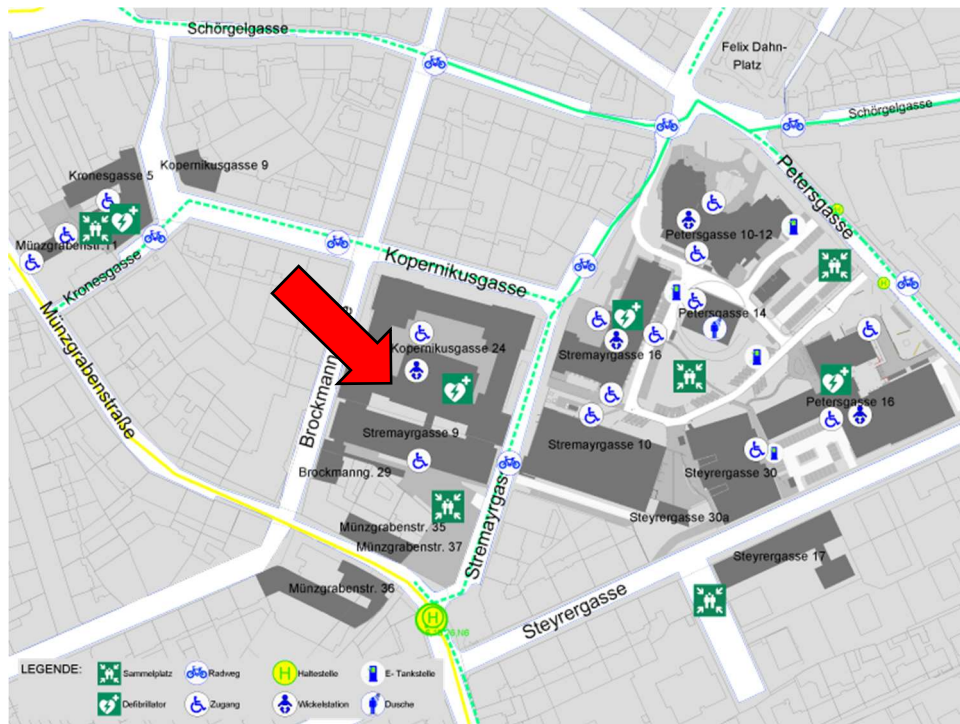 Schörgelgasse
Felix Dahn-
Platz
Schörgelgasse
Kopernikusgasse 9
Kronesgasse 5
Petersgasse
Münzgrabenstr. 11
Petersgasse 10-12
Kronesgasse
Kopernikusgasse
Münzgrabenstraße
Petersgasse 14
Kopernikusgasse 24
Stremayrgasse 16
Petersgasse 16
Stremayrgasse 9
Stremayrgasse 10
Brockmanng. 29
Steyrergasse 30
Münzgrabenstr. 35
Steyrergasse 30a
Münzgrabenstr. 37
Stremayrgas
Steyrergasse 17
Münzgrabenstr. 36
Steyrergasse
H
H
LEGENDE:
Sammelplatz
Radweg
H
Haltestelle
E- Tankstelle
Defibrillator
Zugang
Wickelstation
Dusche